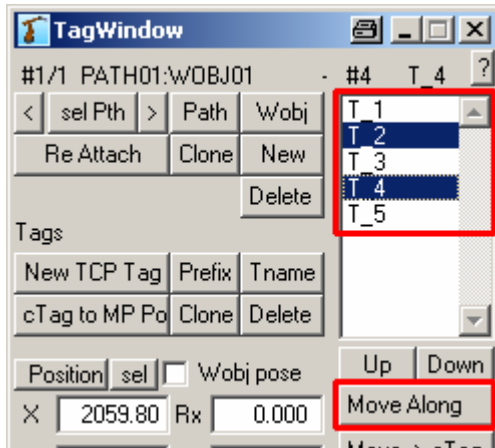 TagWindow
#1/1 PATH01:WOBJ01 - #4 T_4 ?
< sel Pth > Path Wobj
Re Attach Clone New
Delete
T_1
T_2
T_3
T_4
T_5
Tags
New TCP Tag Prefix Tname
cTag to MP Po Clone Delete
Up Down
Position sel Wobj pose
Move Along
X 2059.80 Rx 0.000
Move -> cTag